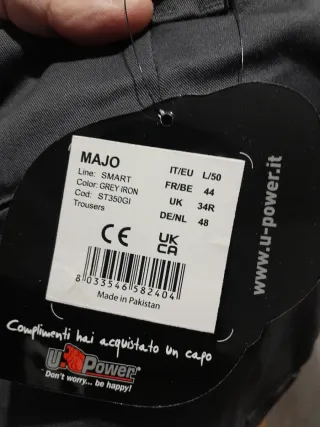 MAJO
Line: SMART
Color: GREY IRON
Cod: ST350GI
Trousers
IT/EU L/50
FR/BE 44
UK 34R
DE/NL 48
CE UK CA
8 033546 582404
Made in Pakistan
www.u-power.it
Complimenti hai acquistato un capo
U-POWER®
Don't worry... be happy!